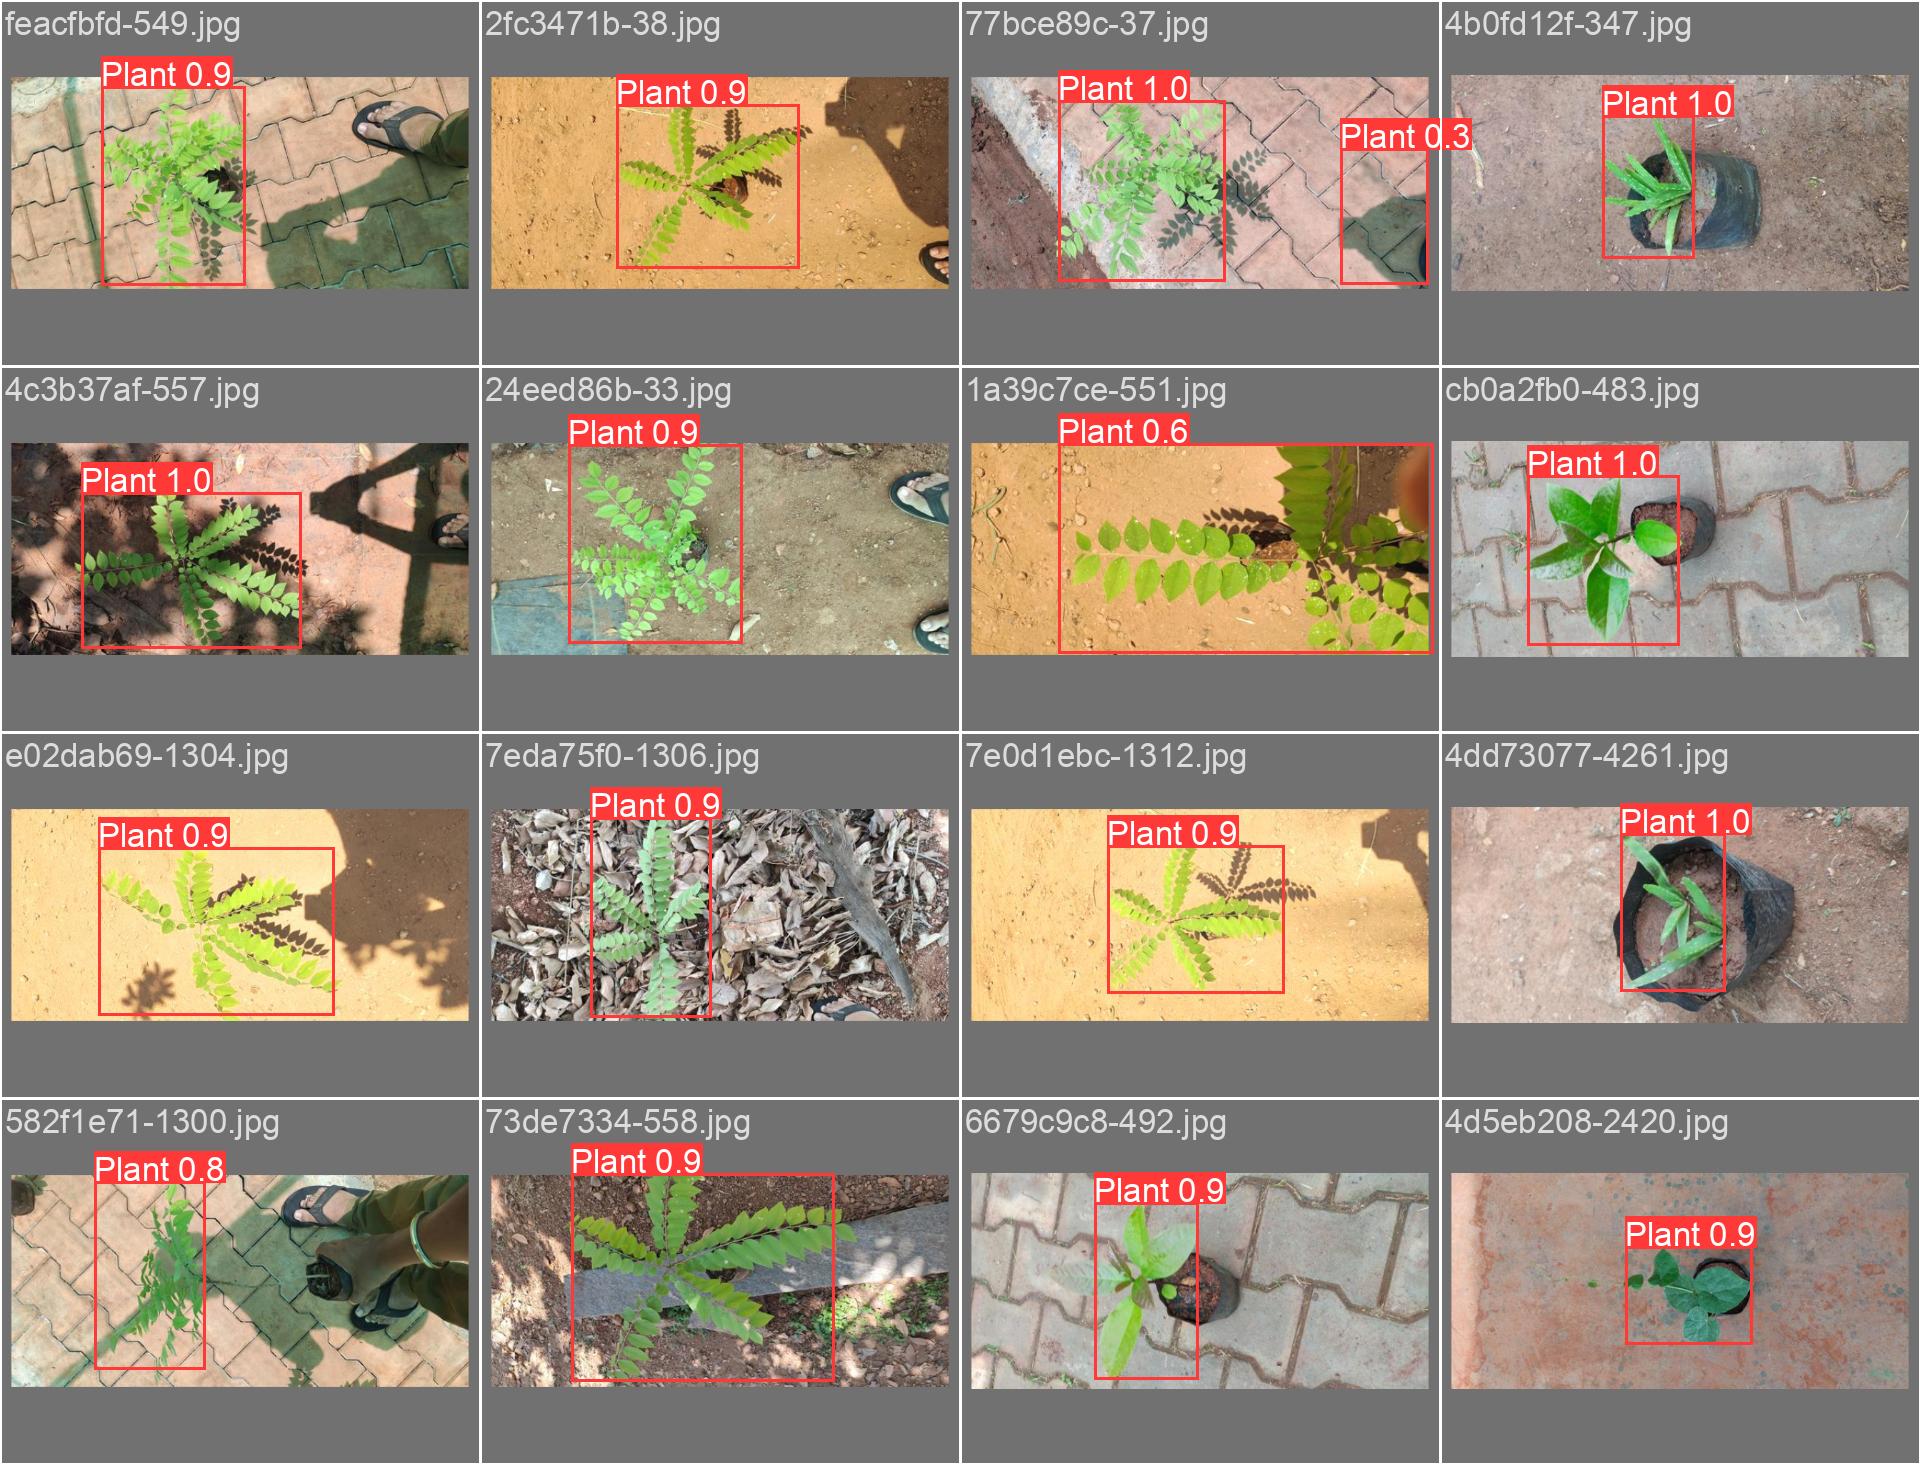 feacfbfd-549.jpg
Plant 0.9
2fc3471b-38.jpg
Plant 0.9
77bce89c-37.jpg
Plant 1.0
Plant 0.3
4b0fd12f-347.jpg
Plant 1.0
4c3b37af-557.jpg
Plant 1.0
24eed86b-33.jpg
Plant 0.9
1a39c7ce-551.jpg
Plant 0.6
cb0a2fb0-483.jpg
Plant 1.0
e02dab69-1304.jpg
Plant 0.9
7eda75f0-1306.jpg
Plant 0.9
7e0d1ebc-1312.jpg
Plant 0.9
4dd73077-4261.jpg
Plant 1.0
582f1e71-1300.jpg
Plant 0.8
73de7334-558.jpg
Plant 0.9
6679c9c8-492.jpg
Plant 0.9
4d5eb208-2420.jpg
Plant 0.9